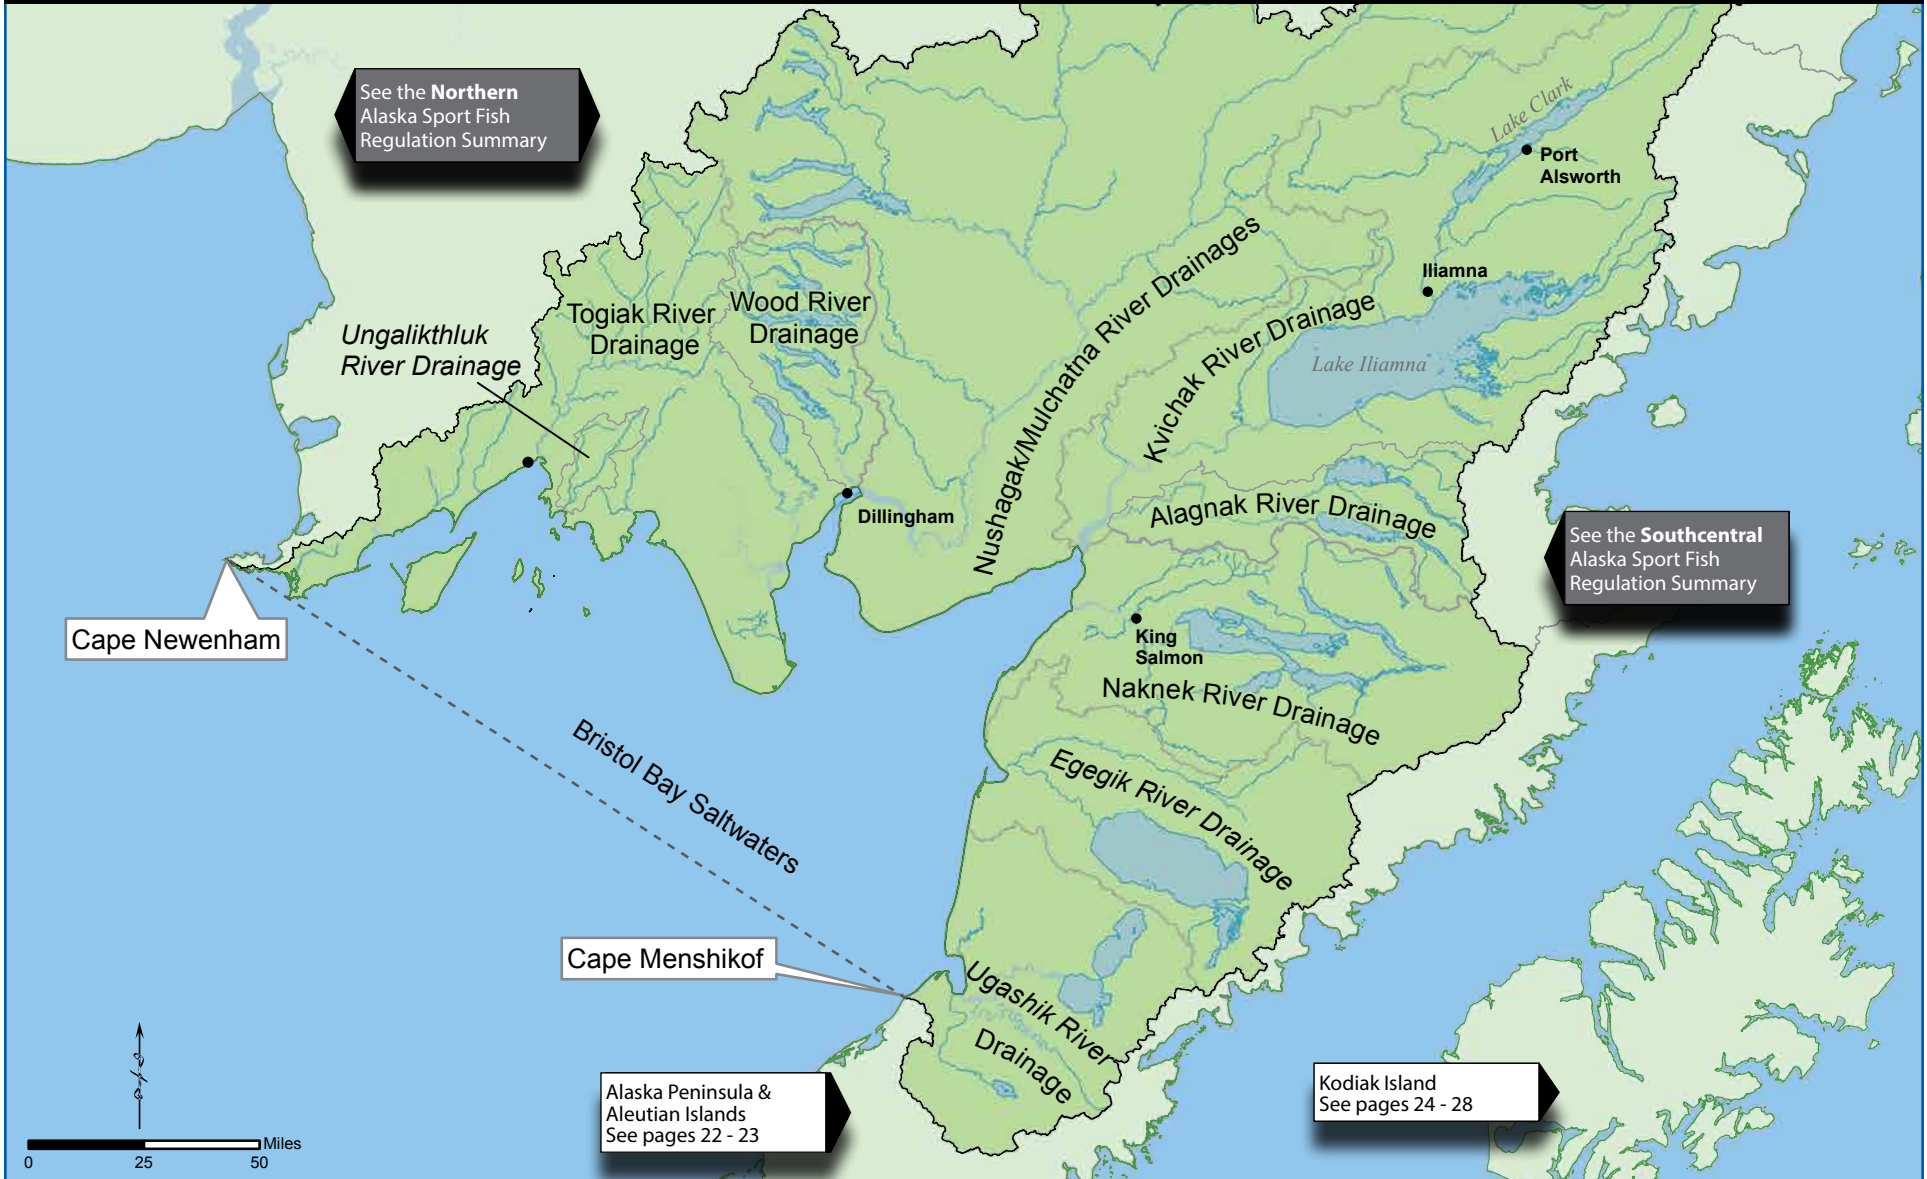 See the Northern
Alaska Sport Fish
Regulation Summary
Lake Clark
Port
Alsworth
Iliamna
Lake Iliamna
Togiak River
Drainage
Wood River
Drainage
Ungalikthluk
River Drainage
Nushagak/Mulchatna River Drainages
Kvichak River Drainage
Alagnak River Drainage
Dillingham
See the Southcentral
Alaska Sport Fish
Regulation Summary
Cape Newenham
King
Salmon
Naknek River Drainage
Bristol Bay Saltwaters
Egegik River Drainage
Cape Menshikof
Ugashik River
Drainage
Alaska Peninsula &
Aleutian Islands
See pages 22 - 23
Kodiak Island
See pages 24 - 28
Miles
0 25 50